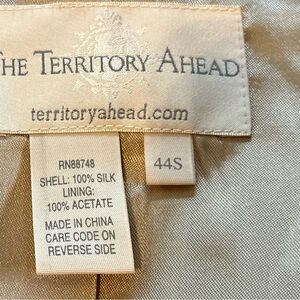 THE TERRITORY AHEAD
territoryahead.com
RN88748
SHELL: 100% SILK
LINING:
100% ACETATE
MADE IN CHINA
CARE CODE ON
REVERSE SIDE
44S